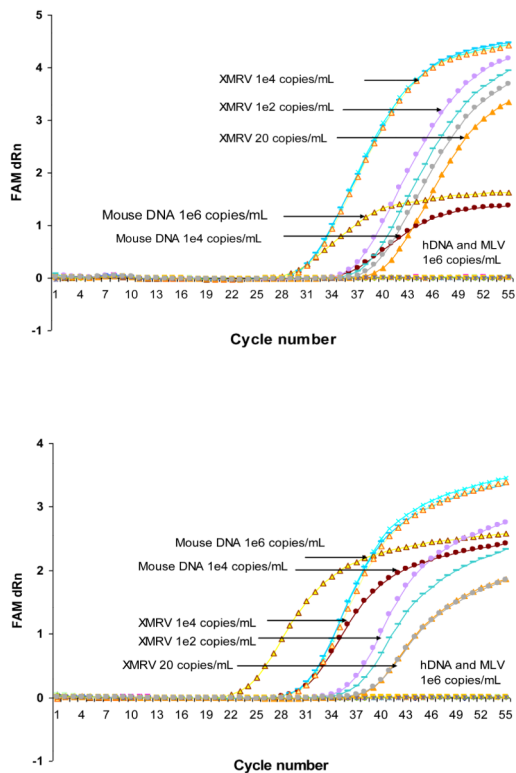 5
4
XMRV 1e4 copies/mL
3
XMRV 1e2 copies/mL
XMRV 20 copies/mL
FAM dRn
2
Mouse DNA 1e6 copies/mL
1
Mouse DNA 1e4 copies/mL
hDNA and MLV
1e6 copies/mL
0
1 4 7 10 13 16 19 22 25 28 31 34 37 40 43 46 49 52 55
-1
Cycle number
4
3
Mouse DNA 1e6 copies/mL
Mouse DNA 1e4 copies/mL
FAM dRn
2
XMRV 1e4 copies/mL
1
XMRV 1e2 copies/mL
XMRV 20 copies/mL
hDNA and MLV
1e6 copies/mL
0
1 4 7 10 13 16 19 22 25 28 31 34 37 40 43 46 49 52 55
-1
Cycle number